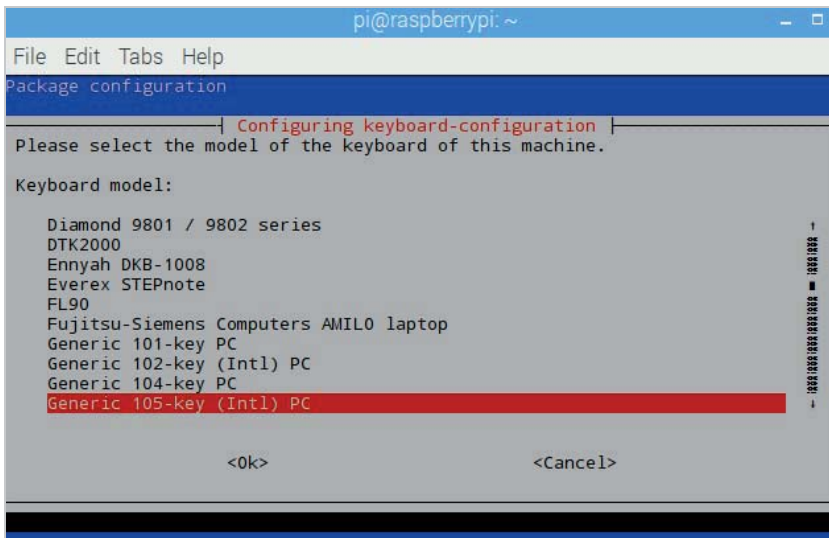 pi@raspberrypi: ~
File Edit Tabs Help
Package configuration
Configuring keyboard-configuration
Please select the model of the keyboard of this machine.
Keyboard model:
Diamond 9801 / 9802 series
DTK2000
Ennyah DKB-1008
Everex STEPnote
FL90
Fujitsu-Siemens Computers AMILO laptop
Generic 101-key PC
Generic 102-key (Intl) PC
Generic 104-key PC
Generic 105-key (Intl) PC
<Ok> <Cancel>